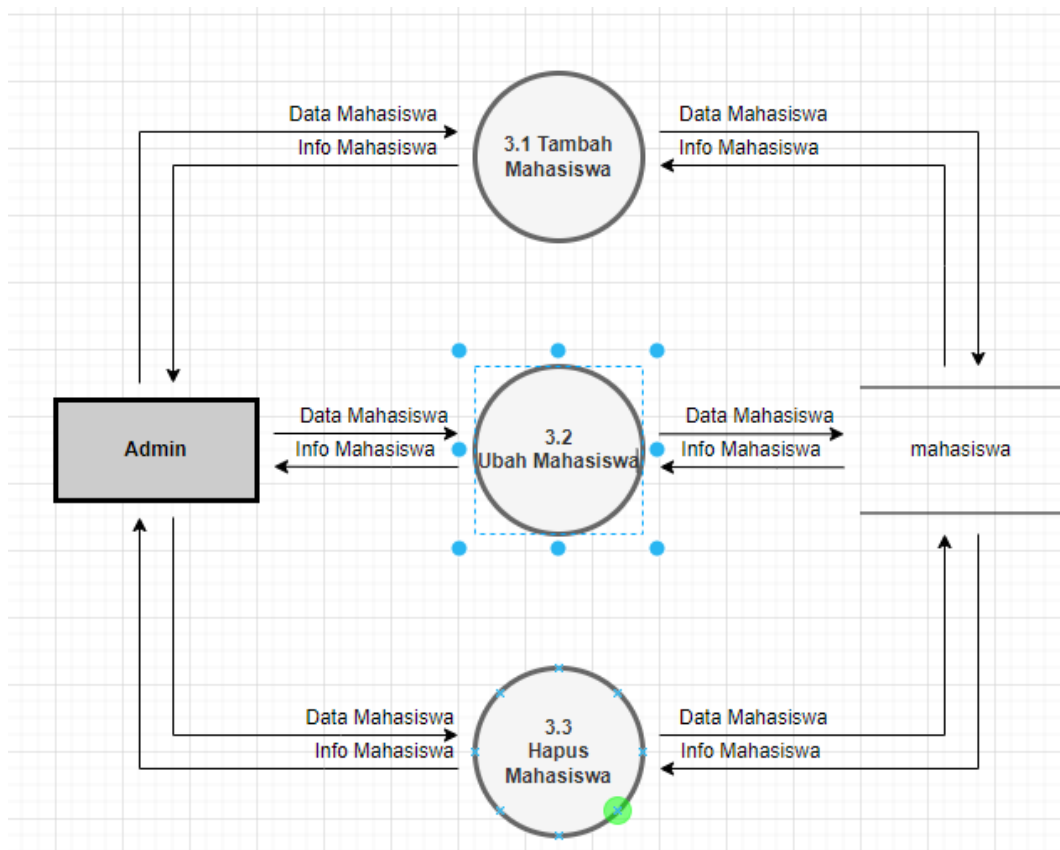 Data Mahasiswa
Info Mahasiswa
3.1 Tambah
Mahasiswa
Data Mahasiswa
Info Mahasiswa
Admin
Data Mahasiswa
Info Mahasiswa
3.2
Ubah Mahasiswa
Data Mahasiswa
Info Mahasiswa
mahasiswa
Data Mahasiswa
Info Mahasiswa
3.3
Hapus
Mahasiswa
Data Mahasiswa
Info Mahasiswa